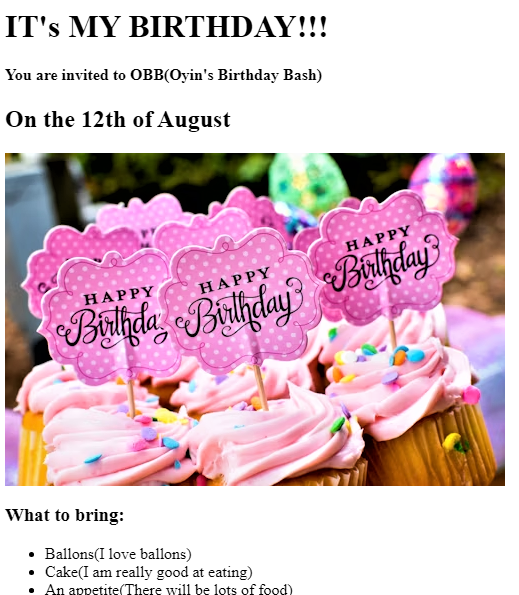 IT's MY BIRTHDAY!!!
You are invited to OBB(Oyin's Birthday Bash)
On the 12th of August
HAPPY
Birthday
HAPPY
Birthday
HAPPY
Birthday
What to bring:
Ballons(I love ballons)
Cake(I am really good at eating)
An appetite(There will be lots of food)